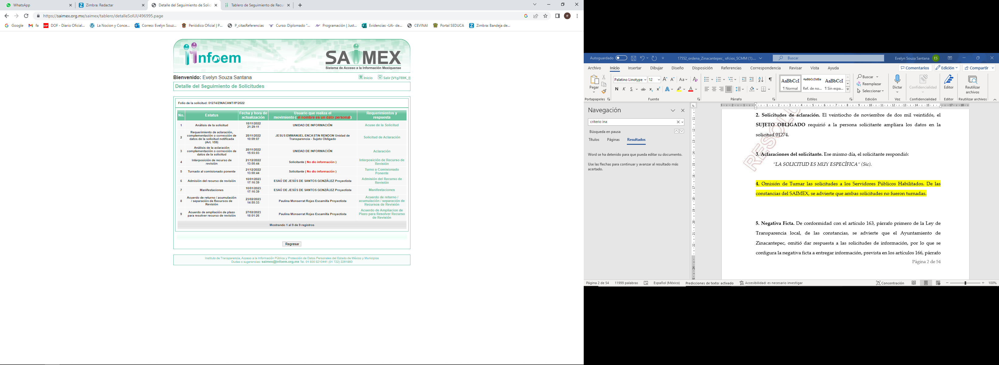 WhatsApp
Zimbra: Redactar
Detalle del Seguimiento de Solic
Tablero de Seguimiento de Recur
https://saimex.org.mx/saimex/tablero/detalleSolUI/496995.page
Google
fa
DOF - Diario Oficial...
La Nocion y Conce...
Correo: Evelyn Souz...
Periódico Oficial | P...
P_citasReferencias
Curso: Diplomado "...
Programación | Just...
Evidencias -UA- de...
CEVINAI
Portal SEDUCA
Zimbra: Bandeja de...
infoem
SAIMEX
Sistema de Acceso a la Información Mexiquense
Bienvenido: Evelyn Souza Santana
Inicio
Salir [V1g789K_I]
Detalle del Seguimiento de Solicitudes
Folio de la solicitud: 01274/ZINACANT/IP/2022
No. Estatus Fecha y hora de actualización Usuario que realiza el movimiento ( el nombre es un dato personal ) Requerimientos y respuesta
1 Análisis de la solicitud 18/11/2022 21:29:11 UNIDAD DE INFORMACIÓN Acuse de la Solicitud
2 Requerimiento de aclaración, complementación o corrección de datos de la solicitud notificada (Art. 159) 28/11/2022 10:09:07 JESUS EMMANUEL ENCASTIN RENDON Unidad de Transparencia - Sujeto Obligado Solicitud de Aclaración
3 Análisis de la aclaración complementación o corrección de datos de la solicitud 28/11/2022 15:03:03 UNIDAD DE INFORMACIÓN Aclaración
4 Interposición de recurso de revisión 21/12/2022 13:00:44 Solicitante ( No dio información ) Interposición de Recurso de Revisión
5 Turnado al comisionado ponente 21/12/2022 13:00:44 Solicitante ( No dio información ) Turno a Comisionado Ponente
6 Admisión del recurso de revisión 10/01/2023 17:16:39 ESAÚ DE JESÚS DE SANTOS GONZÁLEZ Proyectista Admisión del Recurso de Revisión
7 Manifestaciones 10/01/2023 17:16:39 ESAÚ DE JESÚS DE SANTOS GONZÁLEZ Proyectista Manifestaciones
8 Acuerdo de returno / acumulación / separación de Recursos de Revisión 23/02/2023 14:55:33 Paulina Monserrat Rojas Escamilla Proyectista Acuerdo de returno / acumulación / separación de Recursos de Revisión
9 Acuerdo de ampliación de plazo para resolver recurso de revisión 27/02/2023 18:01:26 Paulina Monserrat Rojas Escamilla Proyectista Acuerdo de Ampliacion de Plazo para Resolver Recurso de Revisión
Mostrando 1 al 9 de 9 registros
Regresar
Instituto de Transparencia, Acceso a la Información Pública y Protección de Datos Personales del Estado de México y Municipios
Dudas o sugerencias: saimex@infoem.org.mx Tel. 01 800 8210441 (01 722) 2261980
Autoguardado
17552_ordena_Zinacantepec_ ofcios_SCMM (1)....
Buscar
Evelyn Souza Santana ES
Archivo Inicio Insertar Dibujar Diseño Disposición Referencias Correspondencia Revisar Vista Ayuda
Comentarios Edición Compartir
Pegar
Palatino Linotype 12
N K S ab x2 x2 A A
AaBbCcI AaBbCcDdEe AaBbCcI
¶ Normal Ref. de no... ¶ Sin espa...
Buscar
Reemplazar
Seleccionar
Dictar Confidencialidad Editor Reutilizar archivos
Portapapeles Fuente Párrafo Estilos Edición Voz Confidencialidad Editor Reutilizar archivos
Navegación
criterio ina
Búsqueda en pausa
Títulos Páginas Resultados
Word se ha detenido para que pueda editar su documento.
Use las flechas para continuar y avanzar al resultado más
acertado.
2. Solicitudes de aclaración. El veintiocho de noviembre de dos mil veintidós, el
SUJETO OBLIGADO requirió a la persona solicitante ampliara los datos en la
solicitud 01274.
3. Aclaraciones del solicitante. Ese mismo día, el solicitante respondió:
“LA SOLICITUD ES MUY ESPECÍFICA” (Sic).
4. Omisión de Turnar las solicitudes a los Servidores Públicos Habilitados. De las
constancias del SAIMEX, se advierte que ambas solicitudes no fueron turnadas.
5. Negativa Ficta. De conformidad con el artículo 163, párrafo primero de la Ley de
Transparencia local, de las constancias, se advierte que el Ayuntamiento de
Zinacantepec, omitió dar respuesta a las solicitudes de información, por lo que se
configura la negativa ficta a entregar información, prevista en los artículos 166, párrafo
Página 2 de 54
RESOLU
Página 2 de 54 11999 palabras Español (México) Predicciones de texto: activado Accesibilidad: es necesario investigar
Concentración 100%